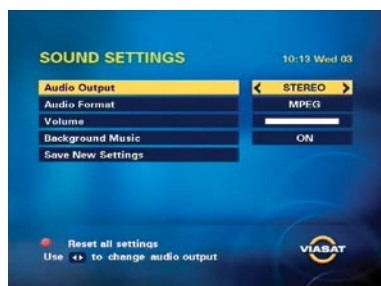 SOUND SETTINGS 10:13 Wed 03
Audio Output STEREO
Audio Format MPEG
Volume
Background Music ON
Save New Settings
Reset all settings
Use to change audio output
VIASAT